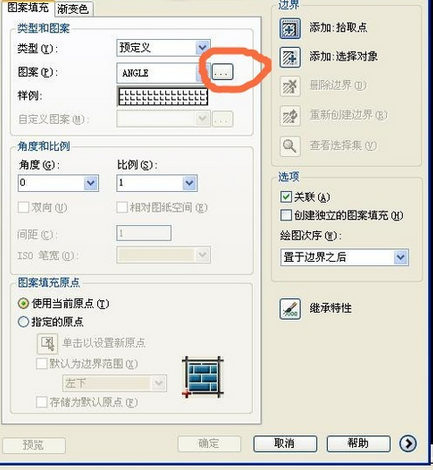 图案填充 渐变色
类型和图案
类型(Y): 预定义
图案(P): ANGLE ...
样例:
自定义图案(M): ...
角度和比例
角度(G): 比例(S):
0 1
双向(U) 相对图纸空间(E)
间距(C): 1
ISO 笔宽(O):
图案填充原点
使用当前原点(T)
指定的原点
单击以设置新原点
默认为边界范围(X)
左下
存储为默认原点(F)
边界
添加:拾取点
添加:选择对象
删除边界(D)
重新创建边界(R)
查看选择集(V)
选项
关联(A)
创建独立的图案填充(H)
绘图次序(W):
置于边界之后
继承特性
预览 确定 取消 帮助